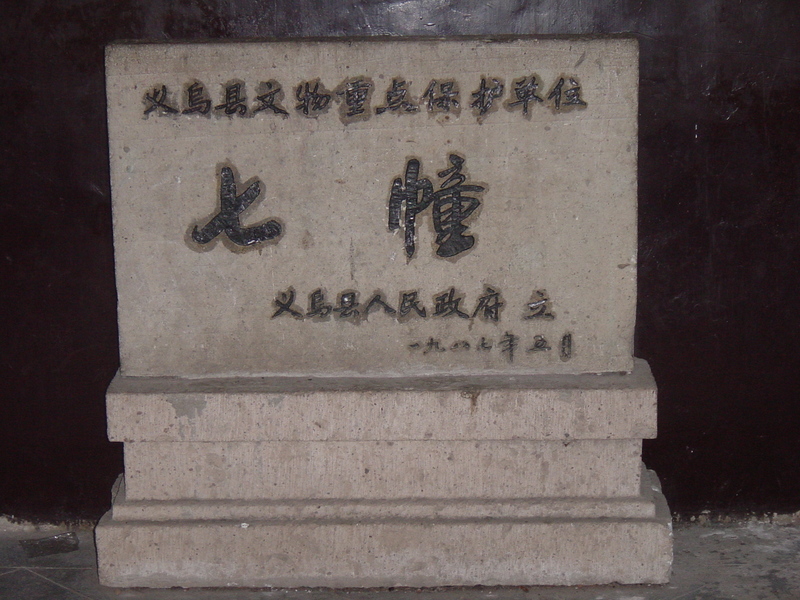 义乌县文物重点保护单位
七幢
义乌县人民政府 立
一九八七年五月